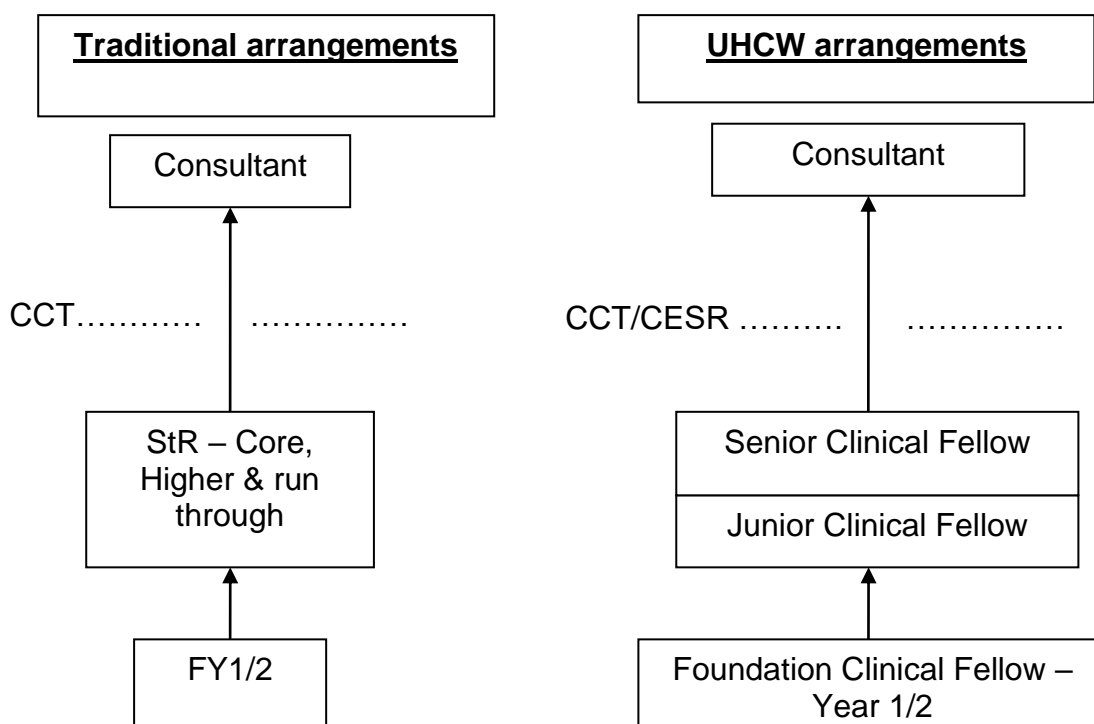 Traditional arrangements
Consultant
CCT………… ……………
StR – Core,
Higher & run
through
FY1/2
UHCW arrangements
Consultant
CCT/CESR ………. ……………
Senior Clinical Fellow
Junior Clinical Fellow
Foundation Clinical Fellow –
Year 1/2